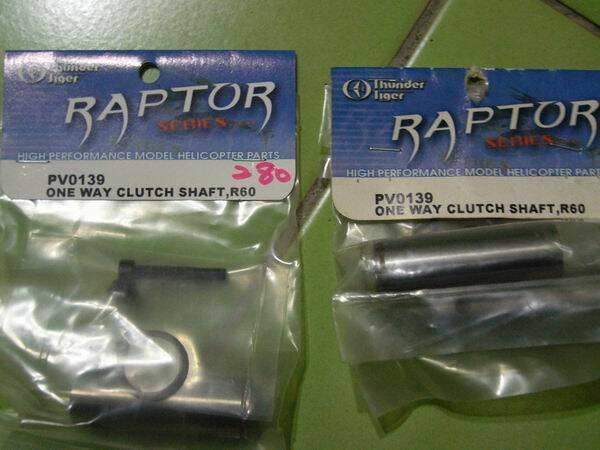 Thunder
Tiger
RAPTOR
SERIES
HIGH PERFORMANCE MODEL HELICOPTER PARTS
PV0139
280
ONE WAY CLUTCH SHAFT,R60
Thunder
Tiger
RAPTOR
SERIES
HIGH PERFORMANCE MODEL HELICOPTER PARTS
PV0139
ONE WAY CLUTCH SHAFT,R60